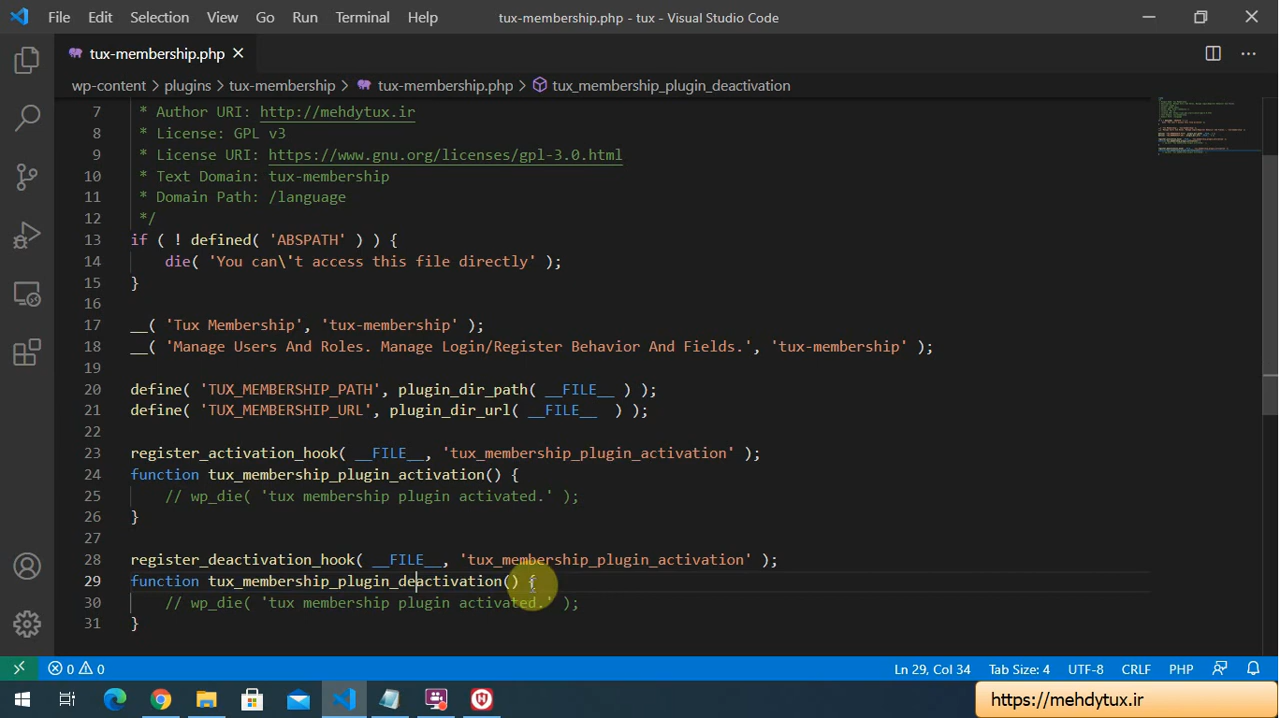 File Edit Selection View Go Run Terminal Help tux-membership.php - tux - Visual Studio Code
tux-membership.php
wp-content > plugins > tux-membership > tux-membership.php > tux_membership_plugin_deactivation
7 * Author URI: http://mehdytux.ir
8 * License: GPL v3
9 * License URI: https://www.gnu.org/licenses/gpl-3.0.html
10 * Text Domain: tux-membership
11 * Domain Path: /language
12 */
13 if ( ! defined( 'ABSPATH' ) ) {
14 die( 'You can\'t access this file directly' );
15 }
16
17 __( 'Tux Membership', 'tux-membership' );
18 __( 'Manage Users And Roles. Manage Login/Register Behavior And Fields.', 'tux-membership' );
19
20 define( 'TUX_MEMBERSHIP_PATH', plugin_dir_path( __FILE__ ) );
21 define( 'TUX_MEMBERSHIP_URL', plugin_dir_url( __FILE__ ) );
22
23 register_activation_hook( __FILE__, 'tux_membership_plugin_activation' );
24 function tux_membership_plugin_activation() {
25 // wp_die( 'tux membership plugin activated.' );
26 }
27
28 register_deactivation_hook( __FILE__, 'tux_membership_plugin_activation' );
29 function tux_membership_plugin_deactivation() {
30 // wp_die( 'tux membership plugin activated.' );
31 }
0 0 Ln 29, Col 34 Tab Size: 4 UTF-8 CRLF PHP
https://mehdytux.ir